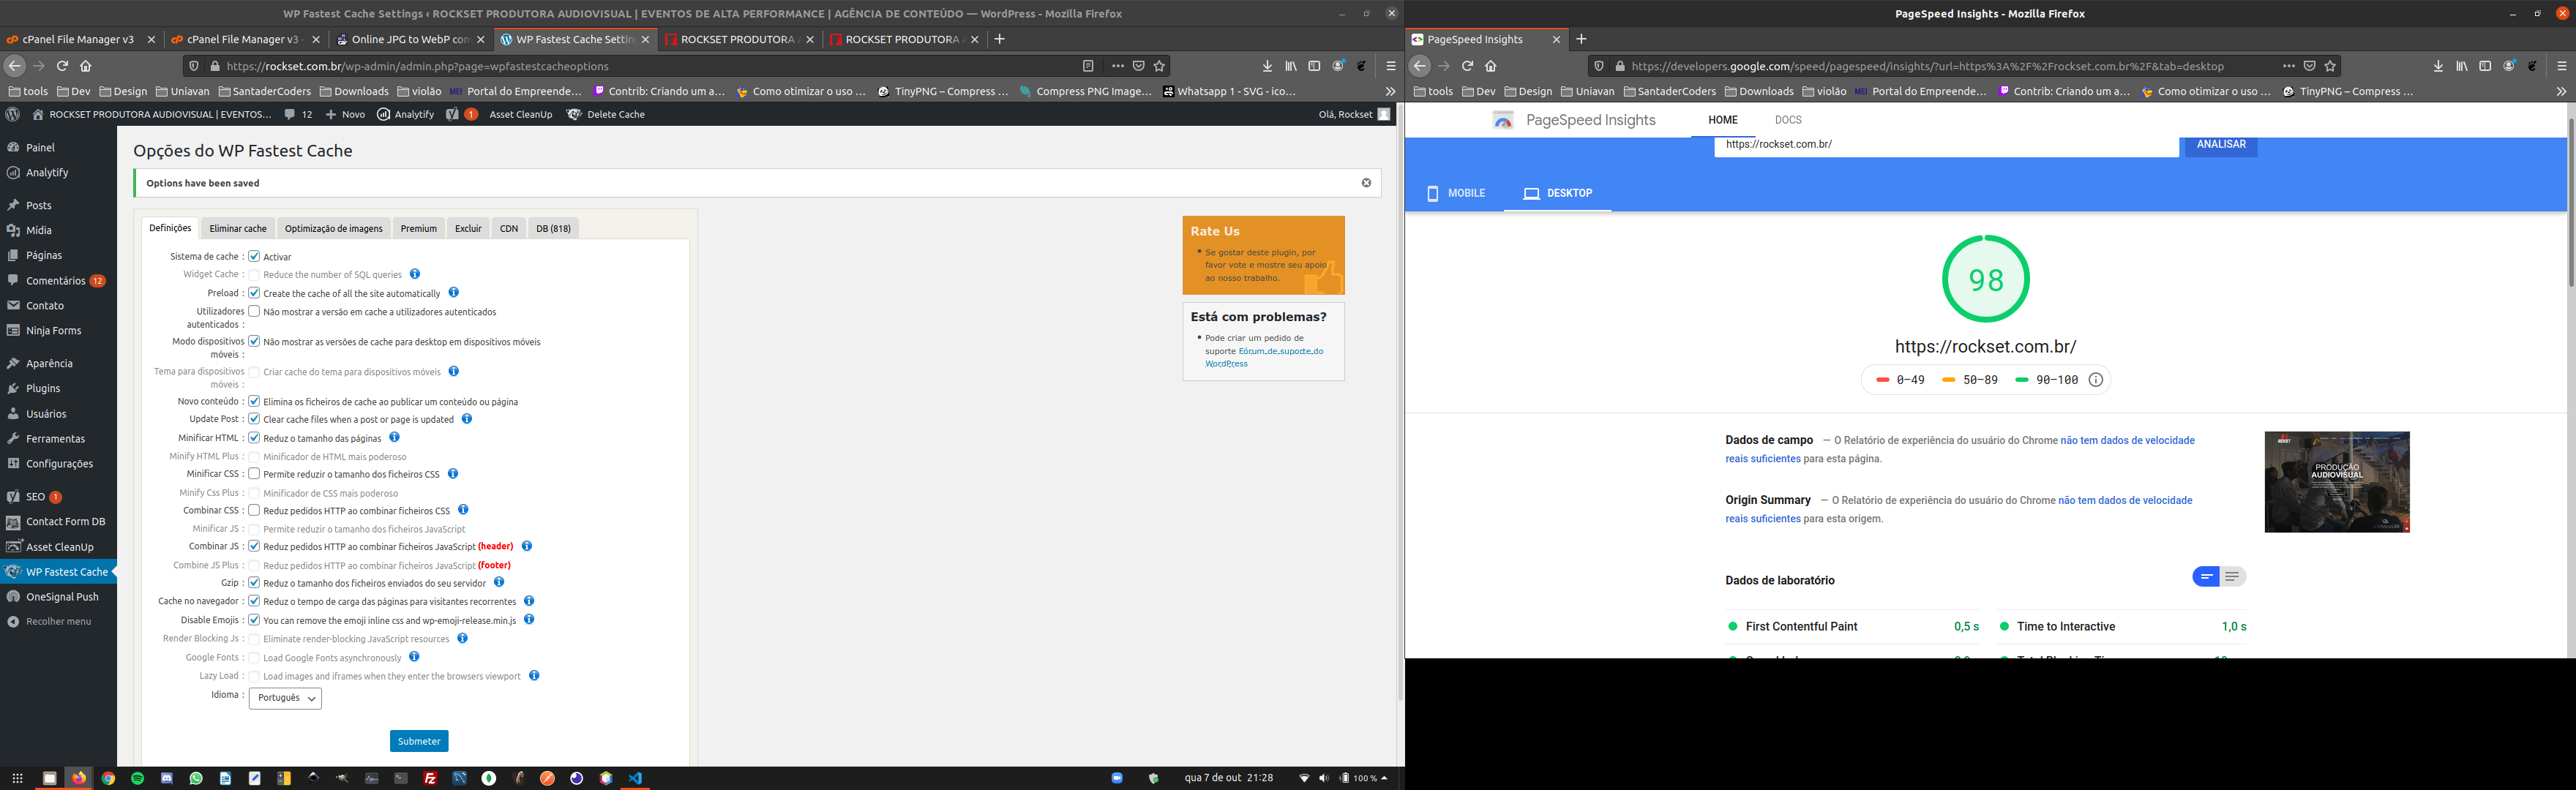 WP Fastest Cache Settings ‹ ROCKSET PRODUTORA AUDIOVISUAL | EVENTOS DE ALTA PERFORMANCE | AGÊNCIA DE CONTEÚDO — WordPress - Mozilla Firefox
cPanel File Manager v3
cPanel File Manager v3 -
Online JPG to WebP con
WP Fastest Cache Settin
ROCKSET PRODUTORA A
ROCKSET PRODUTORA A
https://rockset.com.br/wp-admin/admin.php?page=wpfastestcacheoptions
tools
Dev
Design
Uniavan
SantaderCoders
Downloads
violão
MEI Portal do Empreende…
Contrib: Criando um a…
Como otimizar o uso …
TinyPNG – Compress …
Compress PNG Image…
Whatsapp 1 - SVG - ico…
ROCKSET PRODUTORA AUDIOVISUAL | EVENTOS…
12
Novo
Analytify
1
Asset CleanUp
Delete Cache
Olá, Rockset
Painel
Analytify
Posts
Mídia
Páginas
Comentários 12
Contato
Ninja Forms
Aparência
Plugins
Usuários
Ferramentas
Configurações
SEO 1
Contact Form DB
Asset CleanUp
WP Fastest Cache
OneSignal Push
Recolher menu
Opções do WP Fastest Cache
Options have been saved
Definições
Eliminar cache
Optimização de imagens
Premium
Excluir
CDN
DB (818)
Sistema de cache : Activar
Widget Cache : Reduce the number of SQL queries
Preload : Create the cache of all the site automatically
Utilizadores autenticados : Não mostrar a versão em cache a utilizadores autenticados
Modo dispositivos móveis : Não mostrar as versões de cache para desktop em dispositivos móveis
Tema para dispositivos móveis : Criar cache do tema para dispositivos móveis
Novo conteúdo : Elimina os ficheiros de cache ao publicar um conteúdo ou página
Update Post : Clear cache files when a post or page is updated
Minificar HTML : Reduz o tamanho das páginas
Minify HTML Plus : Minificador de HTML mais poderoso
Minificar CSS : Permite reduzir o tamanho dos ficheiros CSS
Minify Css Plus : Minificador de CSS mais poderoso
Combinar CSS : Reduz pedidos HTTP ao combinar ficheiros CSS
Minificar JS : Permite reduzir o tamanho dos ficheiros JavaScript
Combinar JS : Reduz pedidos HTTP ao combinar ficheiros JavaScript (header)
Combine JS Plus : Reduz pedidos HTTP ao combinar ficheiros JavaScript (footer)
Gzip : Reduz o tamanho dos ficheiros enviados do seu servidor
Cache no navegador : Reduz o tempo de carga das páginas para visitantes recorrentes
Disable Emojis : You can remove the emoji inline css and wp-emoji-release.min.js
Render Blocking Js : Eliminate render-blocking JavaScript resources
Google Fonts : Load Google Fonts asynchronously
Lazy Load : Load images and iframes when they enter the browsers viewport
Idioma : Português
Submeter
Rate Us
Se gostar deste plugin, por
favor vote e mostre seu apoio
ao nosso trabalho.
Está com problemas?
Pode criar um pedido de
suporte Fórum de suporte do
WordPress
qua 7 de out 21:28
100 %
PageSpeed Insights - Mozilla Firefox
PageSpeed Insights
https://developers.google.com/speed/pagespeed/insights/?url=https%3A%2F%2Frockset.com.br%2F&tab=desktop
tools
Dev
Design
Uniavan
SantaderCoders
Downloads
violão
MEI Portal do Empreende…
Contrib: Criando um a…
Como otimizar o uso …
TinyPNG – Compress …
PageSpeed Insights
HOME
DOCS
https://rockset.com.br/
ANALISAR
MOBILE
DESKTOP
98
https://rockset.com.br/
0–49
50–89
90–100
Dados de campo — O Relatório de experiência do usuário do Chrome não tem dados de velocidade
reais suficientes para esta página.
Origin Summary — O Relatório de experiência do usuário do Chrome não tem dados de velocidade
reais suficientes para esta origem.
PRODUÇÃO
AUDIOVISUAL
Dados de laboratório
First Contentful Paint 0,5 s
Time to Interactive 1,0 s